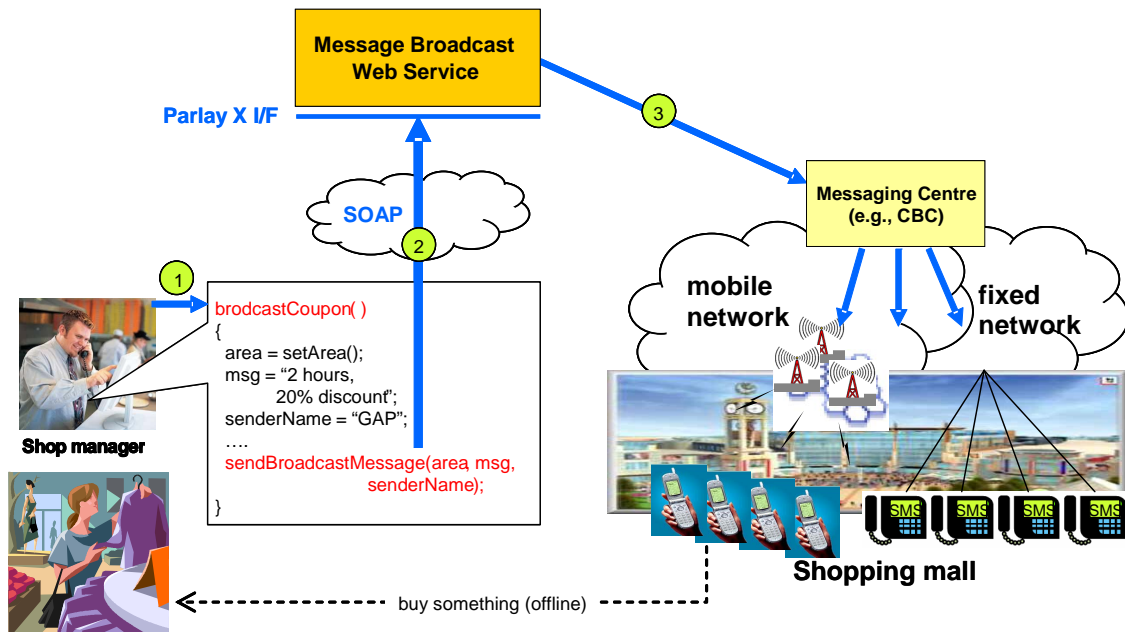 Message Broadcast
Web Service
Parlay X I/F
3
SOAP
2
Messaging Centre
(e.g., CBC)
1
mobile
network
fixed
network
brodcastCoupon( )
{
area = setArea();
msg = “2 hours,
20% discount”;
senderName = “GAP”;
….
sendBroadcastMessage(area, msg,
senderName);
}
Shop manager
SMS SMS SMS SMS
Shopping mall
buy something (offline)